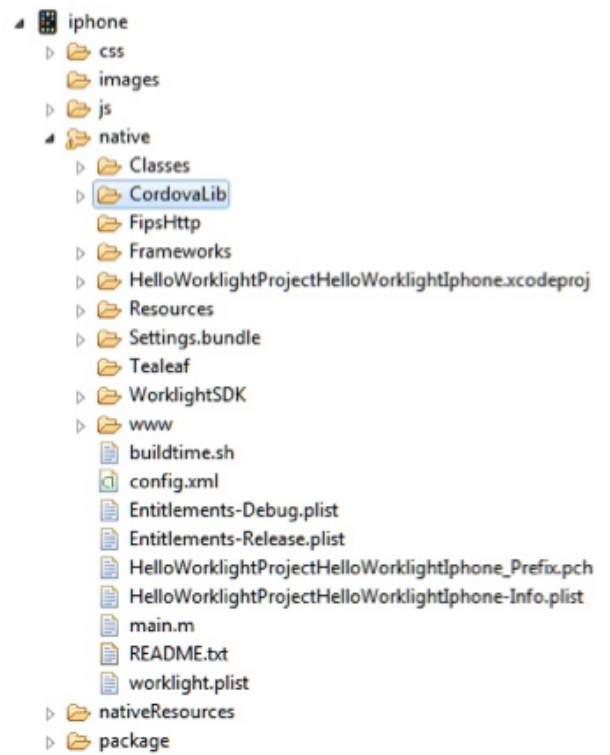 iphone
css
images
js
native
Classes
CordovaLib
FipsHttp
Frameworks
HelloWorklightProjectHelloWorklightIphone.xcodeproj
Resources
Settings.bundle
Tealeaf
WorklightSDK
www
buildtime.sh
config.xml
Entitlements-Debug.plist
Entitlements-Release.plist
HelloWorklightProjectHelloWorklightIphone_Prefix.pch
HelloWorklightProjectHelloWorklightIphone-Info.plist
main.m
README.txt
worklight.plist
nativeResources
package